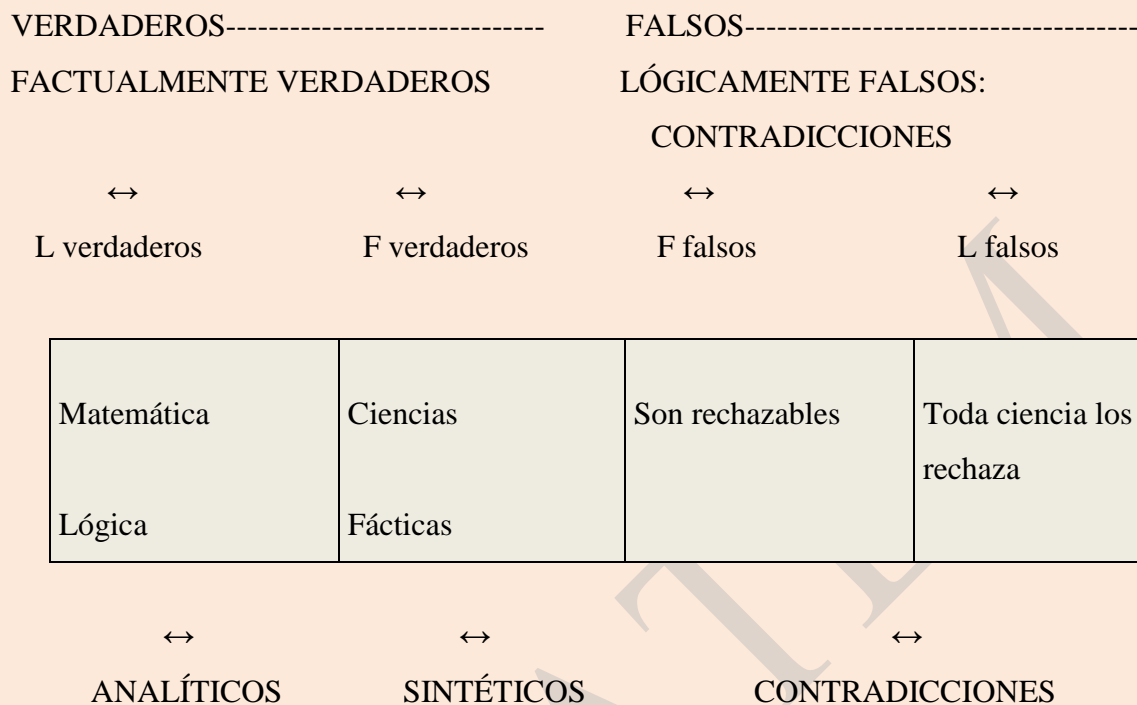 VERDADEROS------------------------------ FALSOS-------------------------------------
FACTUALMENTE VERDADEROS LÓGICAMENTE FALSOS:
CONTRADICCIONES
↔ ↔ ↔ ↔
L verdaderos F verdaderos F falsos L falsos
Matemática Ciencias Son rechazables Toda ciencia los
rechaza
Lógica Fácticas
↔ ↔ ↔
ANALÍTICOS SINTÉTICOS CONTRADICCIONES